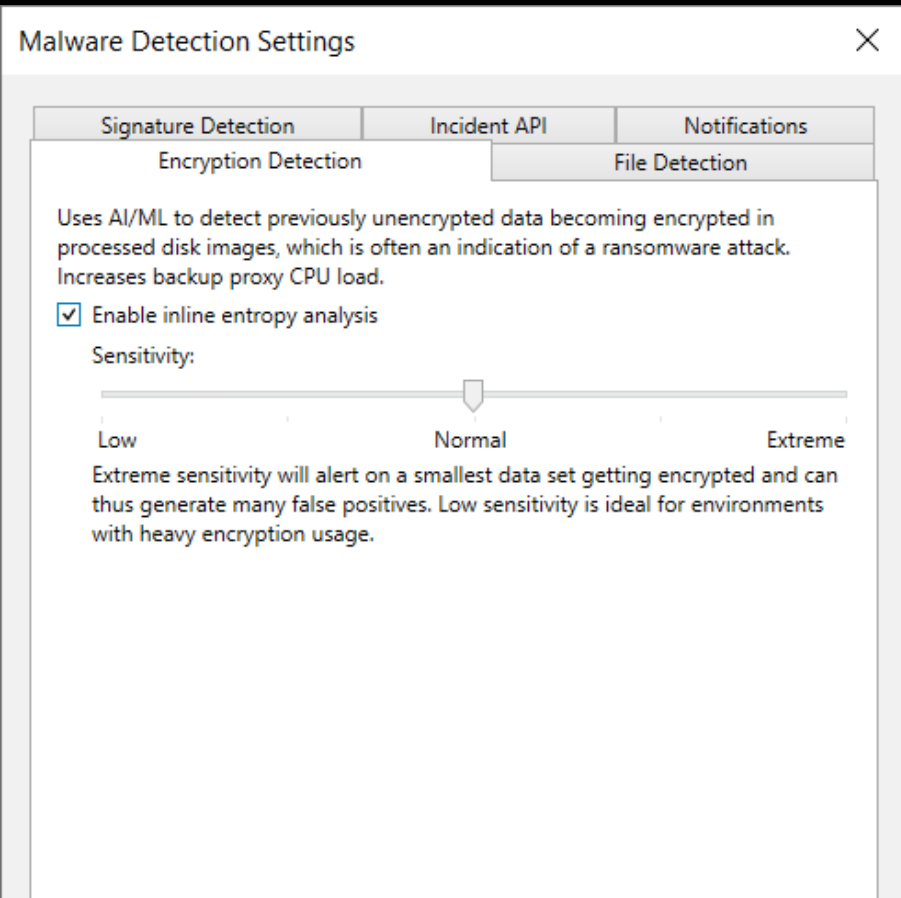 Malware Detection Settings
Signature Detection
Incident API
Notifications
Encryption Detection
File Detection
Uses AI/ML to detect previously unencrypted data becoming encrypted in
processed disk images, which is often an indication of a ransomware attack.
Increases backup proxy CPU load.
Enable inline entropy analysis
Sensitivity:
Low
Normal
Extreme
Extreme sensitivity will alert on a smallest data set getting encrypted and can
thus generate many false positives. Low sensitivity is ideal for environments
with heavy encryption usage.